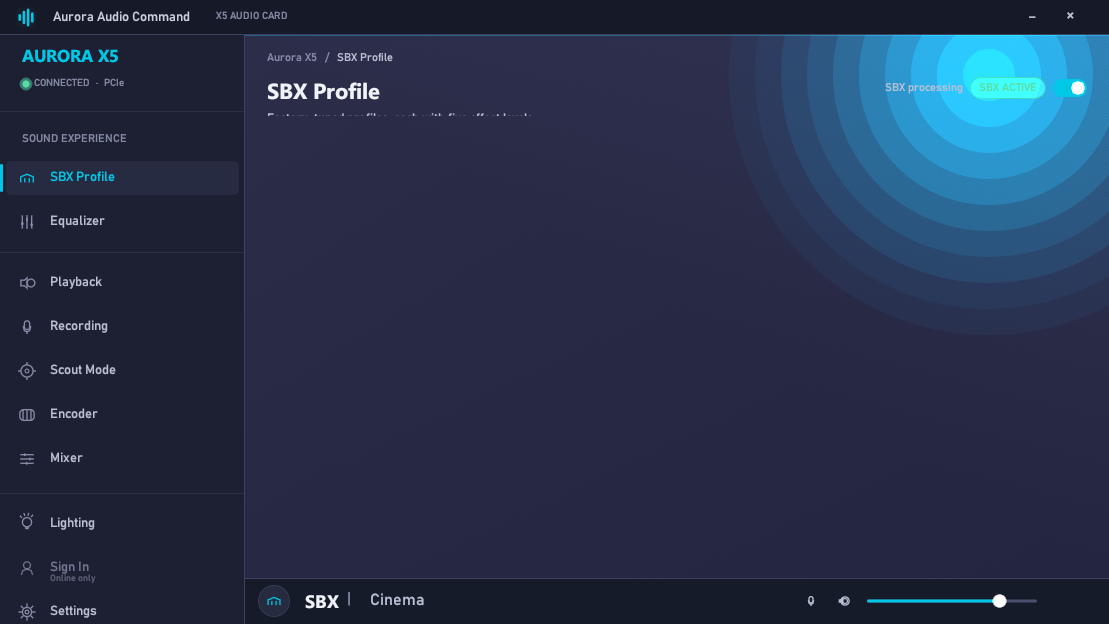 Aurora Audio Command
X5 AUDIO CARD
AURORA X5
CONNECTED · PCIe
SOUND EXPERIENCE
SBX Profile
Equalizer
Playback
Recording
Scout Mode
Encoder
Mixer
Lighting
Sign In
Online only
Settings
Aurora X5 / SBX Profile
SBX Profile
SBX processing
SBX ACTIVE
SBX | Cinema